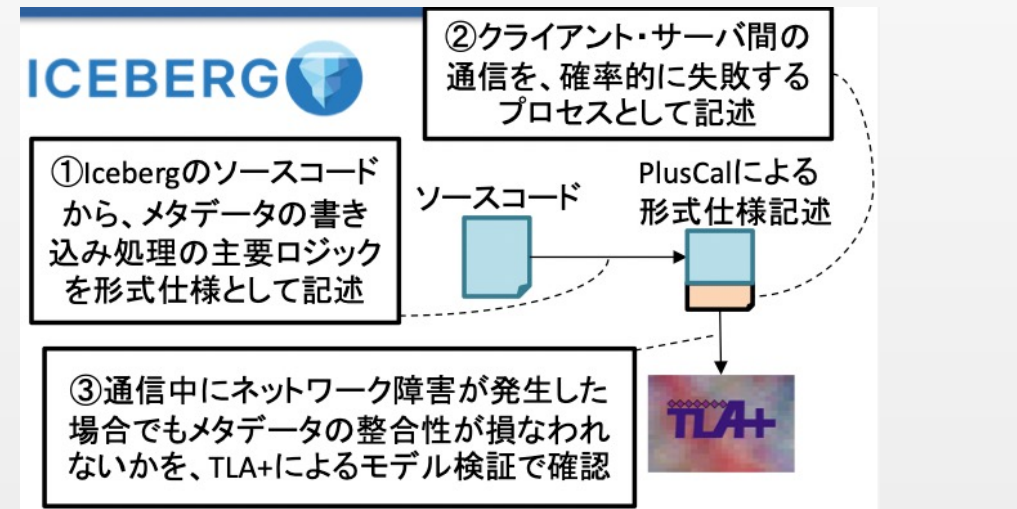 ICEBERG
②クライアント・サーバ間の
通信を、確率的に失敗する
プロセスとして記述
①Icebergのソースコード
から、メタデータの書き
込み処理の主要ロジック
を形式仕様として記述
ソースコード
PlusCalによる
形式仕様記述
③通信中にネットワーク障害が発生した
場合でもメタデータの整合性が損なわれ
ないかを、TLA+によるモデル検証で確認
TLA+